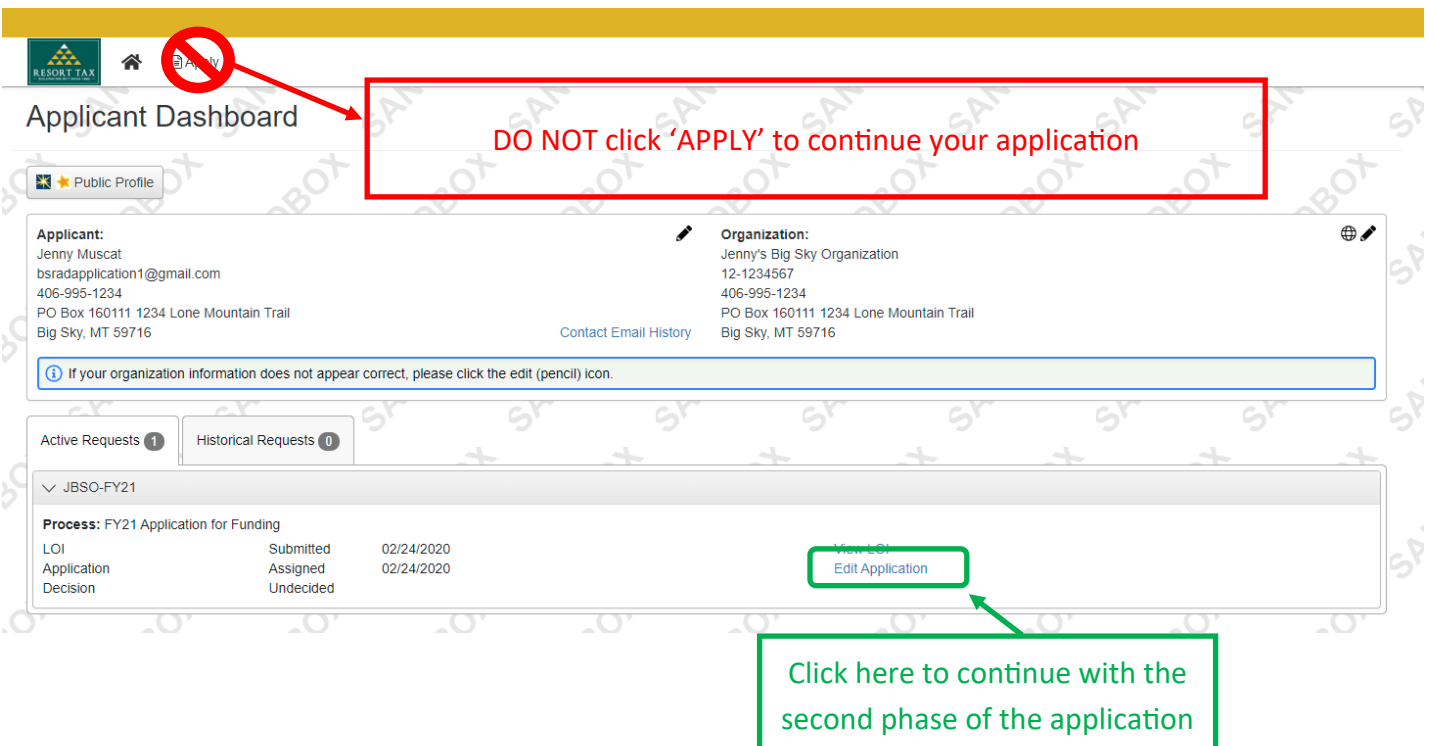 RESORT TAX
Apply
DO NOT click ‘APPLY’ to continue your application
Applicant Dashboard
Public Profile
Applicant:
Jenny Muscat
bsradapplication1@gmail.com
406-995-1234
PO Box 160111 1234 Lone Mountain Trail
Big Sky, MT 59716
Contact Email History
Organization:
Jenny's Big Sky Organization
12-1234567
406-995-1234
PO Box 160111 1234 Lone Mountain Trail
Big Sky, MT 59716
If your organization information does not appear correct, please click the edit (pencil) icon.
Active Requests 1
Historical Requests 0
JBSO-FY21
Process: FY21 Application for Funding
LOI Submitted 02/24/2020 View LOI
Application Assigned 02/24/2020 Edit Application
Decision Undecided
Click here to continue with the
second phase of the application
SANDBOX